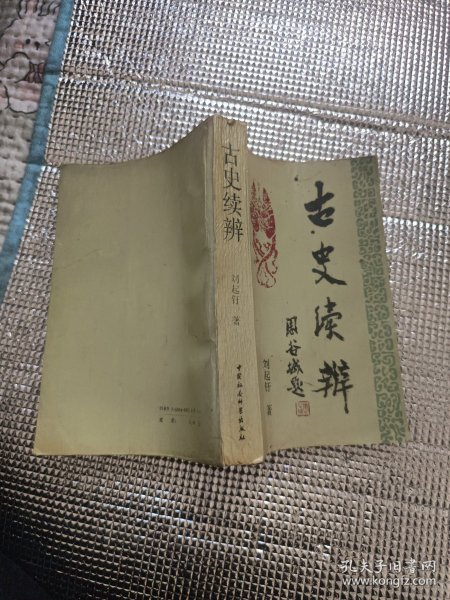 古史续辨
刘起釪 著
中国社会科学出版社
古史续辨
周谷城题
刘起釪 著
孔夫子旧书网
www.kongfz.com